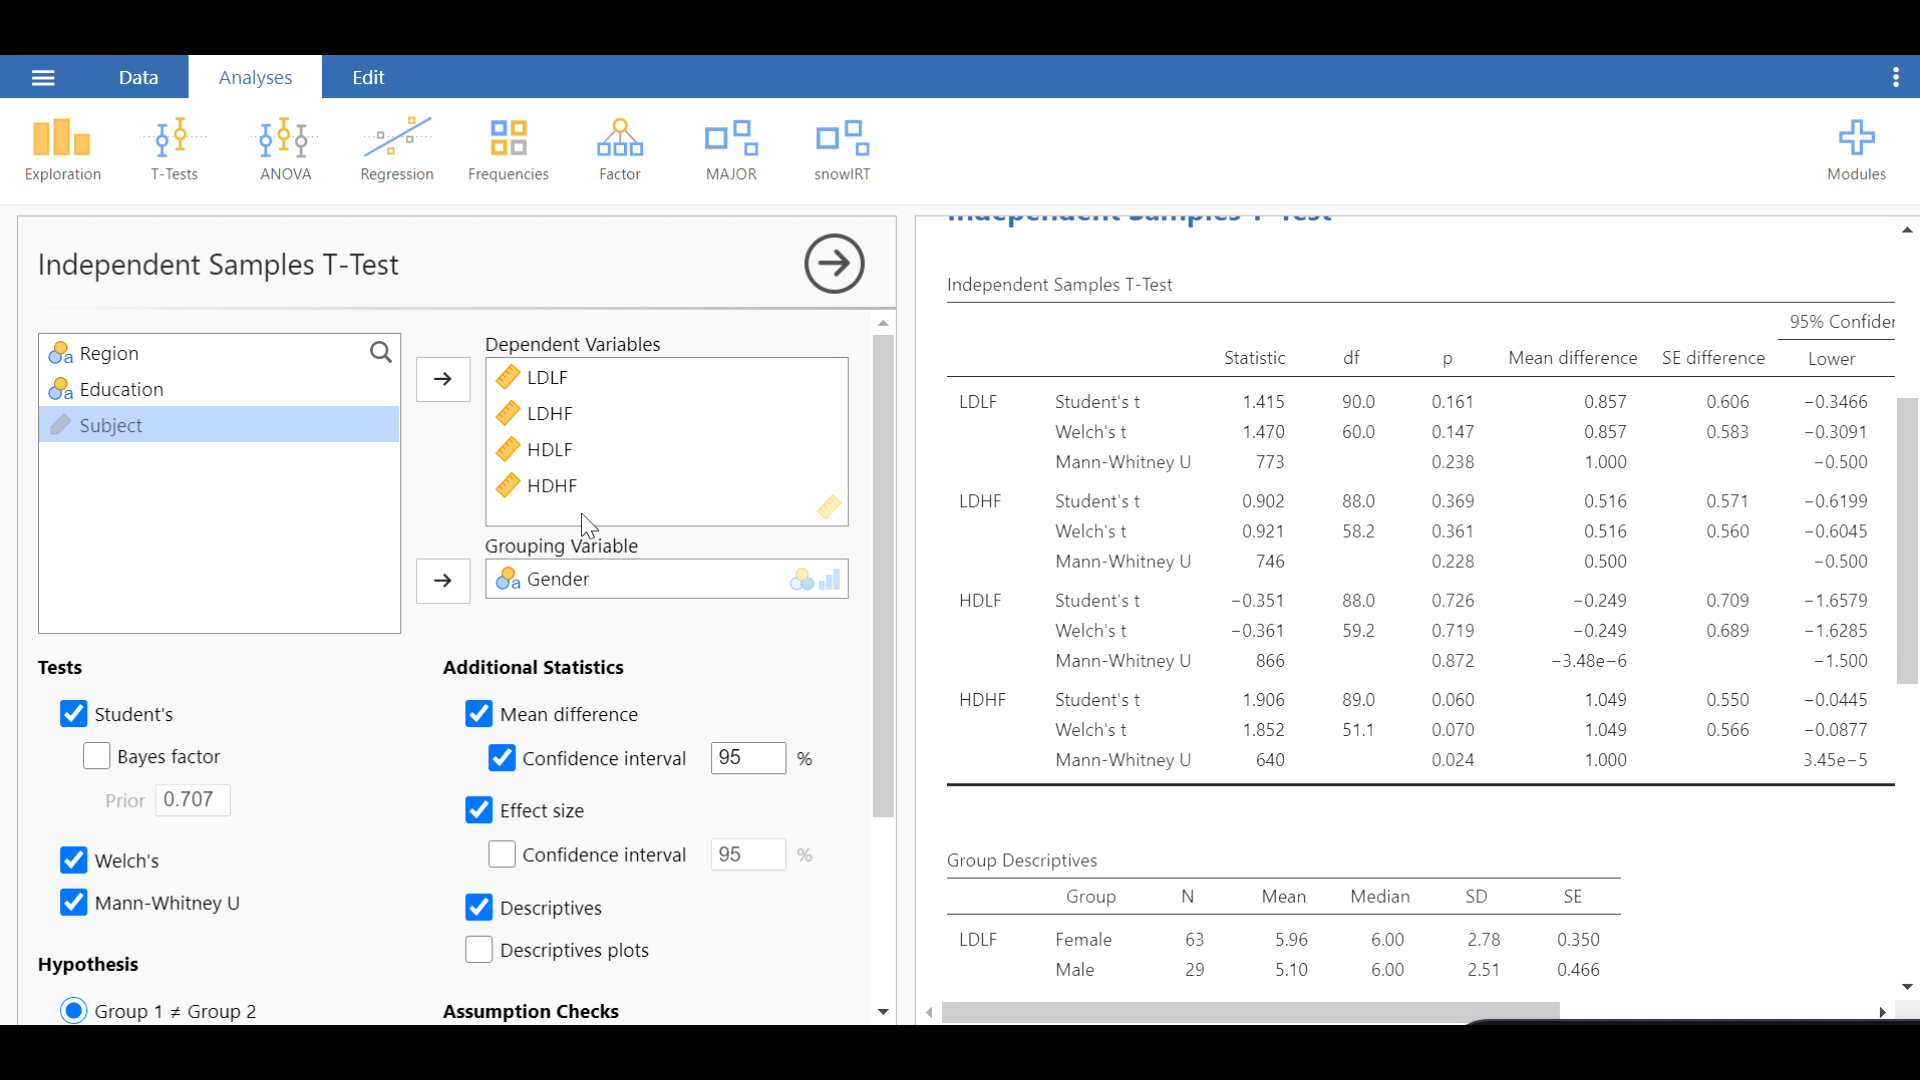 Data Analyses Edit
Exploration T-Tests ANOVA Regression Frequencies Factor MAJOR snowIRT Modules
Independent Samples T-Test
Region
Education
Subject
Dependent Variables
LDLF
LDHF
HDLF
HDHF
Grouping Variable
Gender
Tests
Student's
Bayes factor
Prior 0.707
Welch's
Mann-Whitney U
Hypothesis
Group 1 ≠ Group 2
Additional Statistics
Mean difference
Confidence interval 95 %
Effect size
Confidence interval 95 %
Descriptives
Descriptives plots
Assumption Checks
Independent Samples T-Test
Independent Samples T-Test
95% Confider
Statistic df p Mean difference SE difference Lower
LDLF Student's t 1.415 90.0 0.161 0.857 0.606 −0.3466
Welch's t 1.470 60.0 0.147 0.857 0.583 −0.3091
Mann-Whitney U 773 0.238 1.000 −0.500
LDHF Student's t 0.902 88.0 0.369 0.516 0.571 −0.6199
Welch's t 0.921 58.2 0.361 0.516 0.560 −0.6045
Mann-Whitney U 746 0.228 0.500 −0.500
HDLF Student's t −0.351 88.0 0.726 −0.249 0.709 −1.6579
Welch's t −0.361 59.2 0.719 −0.249 0.689 −1.6285
Mann-Whitney U 866 0.872 −3.48e−6 −1.500
HDHF Student's t 1.906 89.0 0.060 1.049 0.550 −0.0445
Welch's t 1.852 51.1 0.070 1.049 0.566 −0.0877
Mann-Whitney U 640 0.024 1.000 3.45e−5
Group Descriptives
Group N Mean Median SD SE
LDLF Female 63 5.96 6.00 2.78 0.350
Male 29 5.10 6.00 2.51 0.466